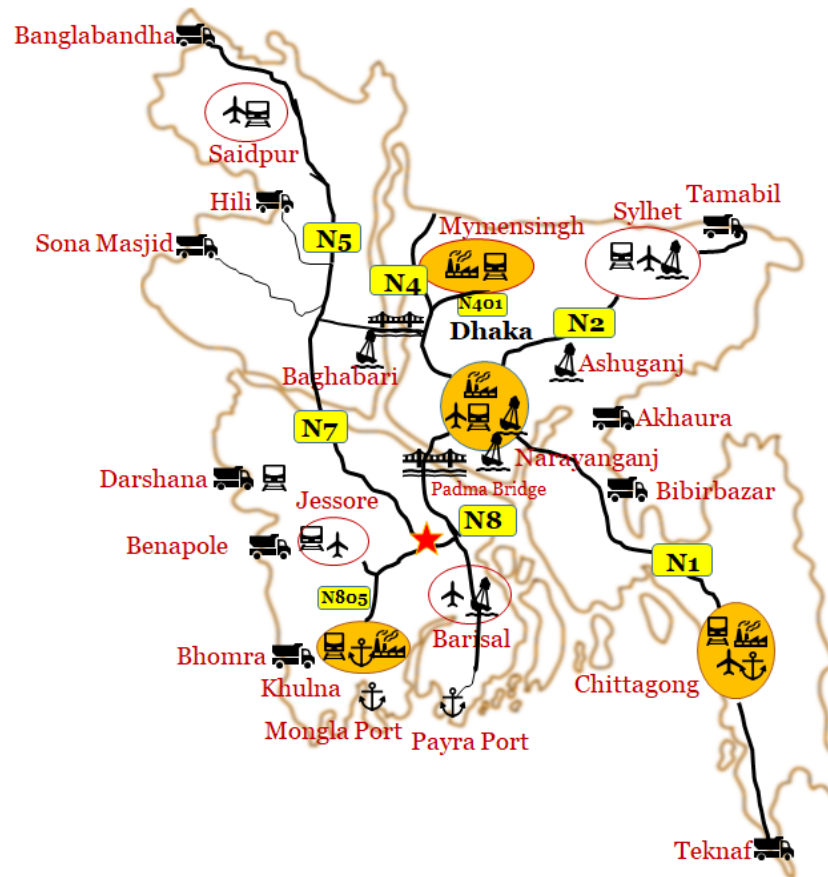 Banglabandha
Saidpur
Hili
Tamabil
Sylhet
Mymensingh
Sona Masjid
N5
N4
N401
N2
Dhaka
Baghabari
Ashuganj
Akhaura
N7
Narayanganj
Darshana
Padma Bridge
Bibirbazar
Jessore
N8
Benapole
N1
N805
Barisal
Bhomra
Khulna
Chittagong
Mongla Port
Payra Port
Teknaf